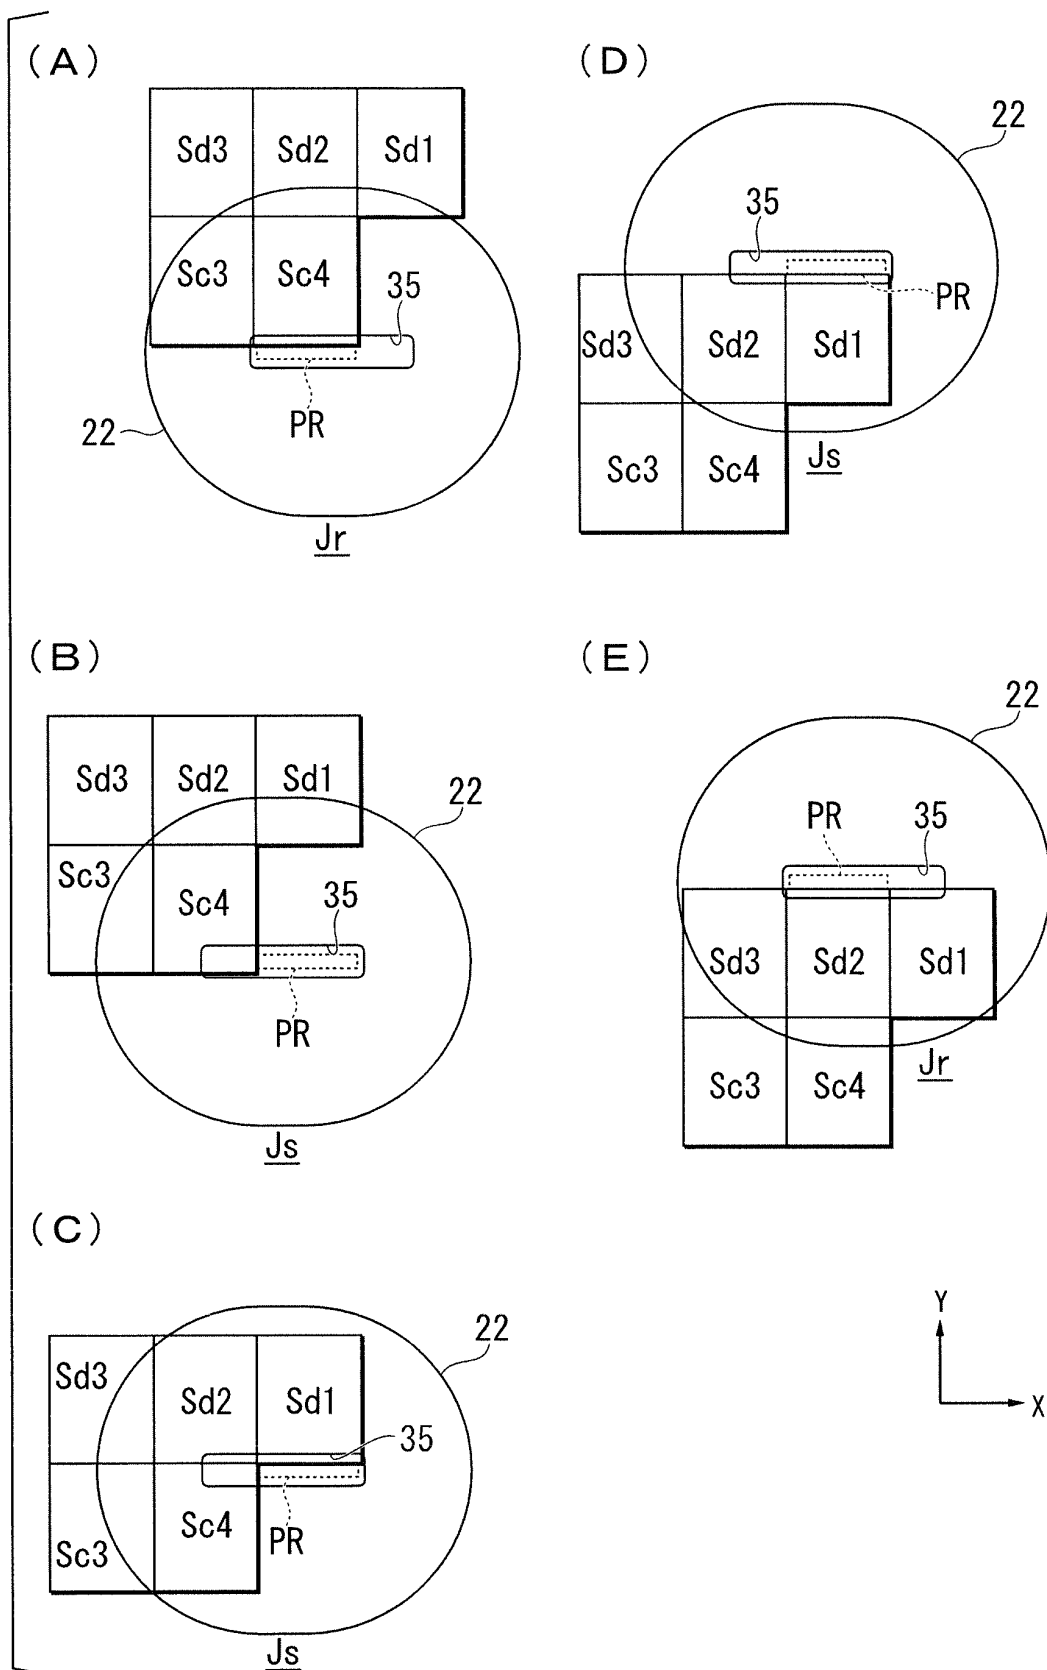 (A)
Sd3 Sd2 Sd1
Sc3 Sc4
35
PR
22
Jr
(B)
Sd3 Sd2 Sd1
22
Sc3 Sc4
35
PR
Js
(C)
22
Sd3 Sd2 Sd1
35
Sc3 Sc4
PR
Js
(D)
22
35
PR
Sd3 Sd2 Sd1
Sc3 Sc4
Js
(E)
22
PR 35
Sd3 Sd2 Sd1
Sc3 Sc4
Jr
Y
X